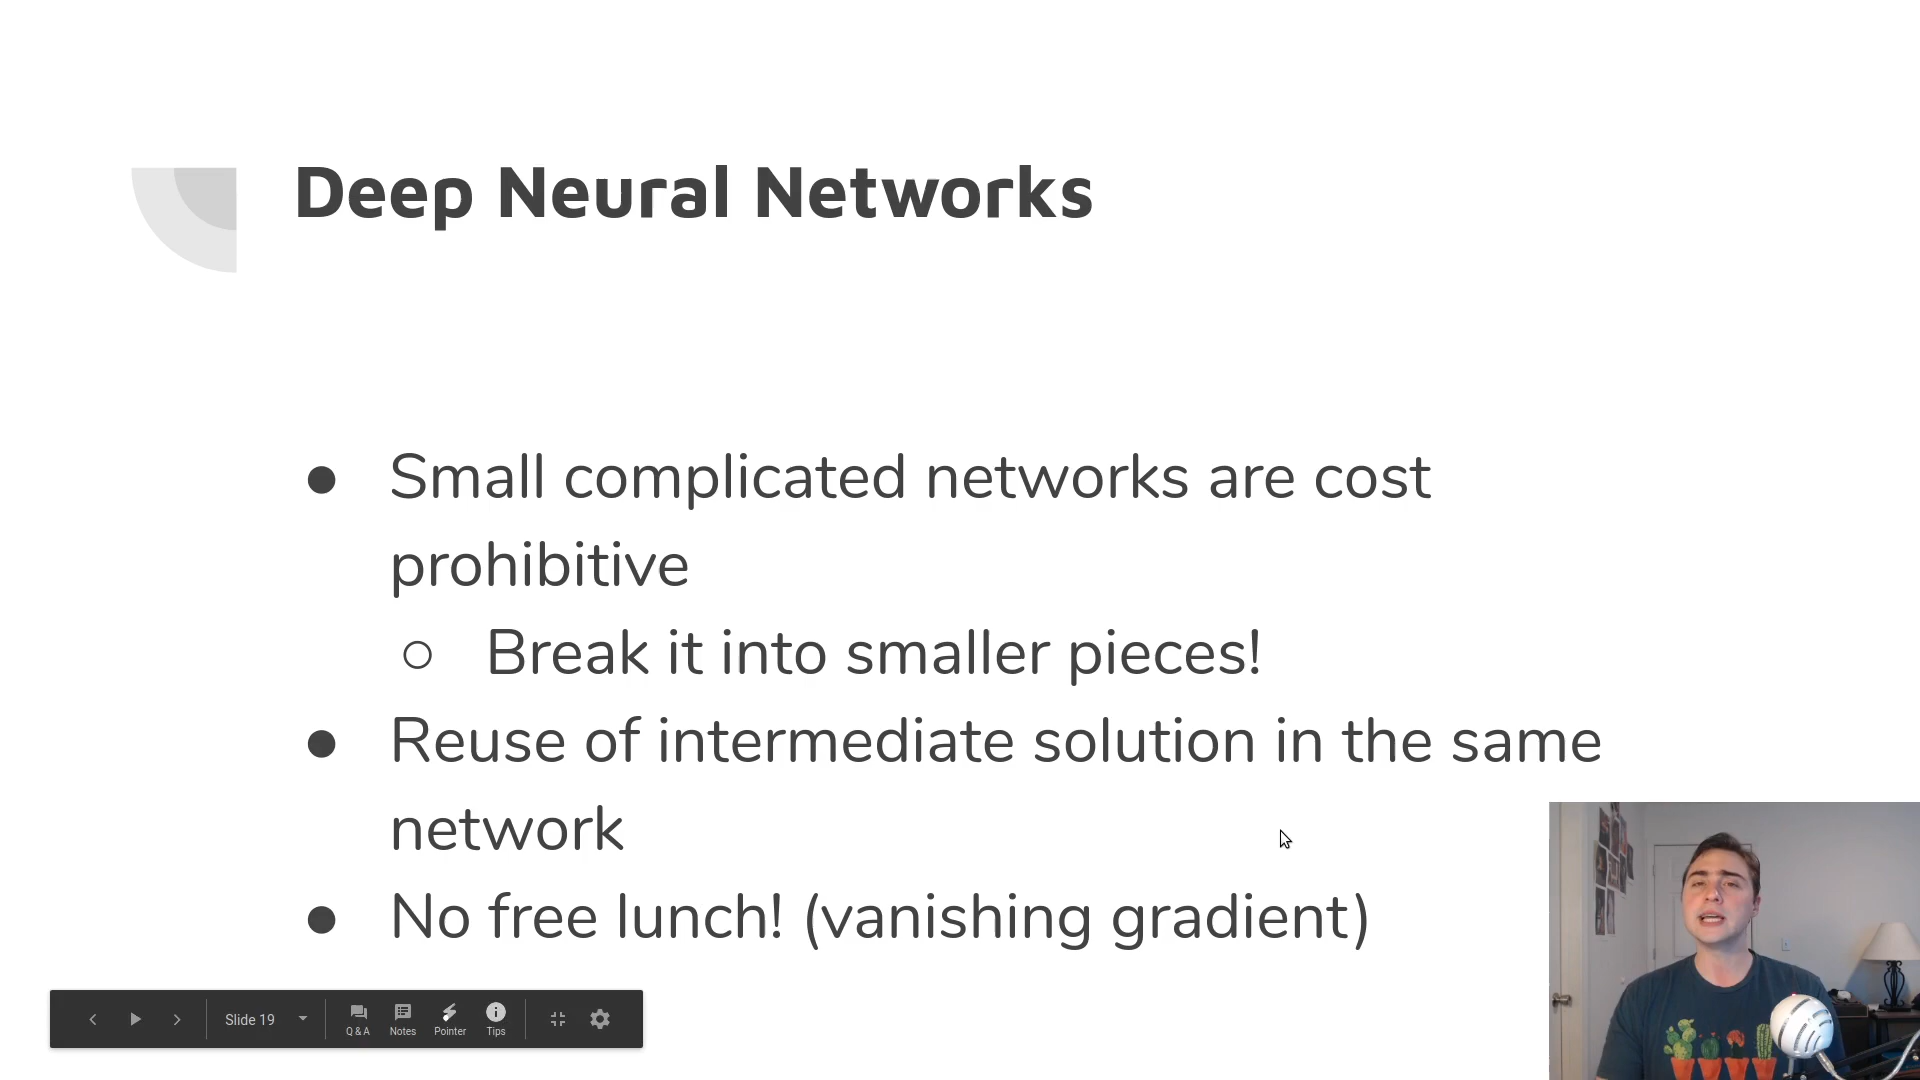 Deep Neural Networks
● Small complicated networks are cost
prohibitive
○ Break it into smaller pieces!
● Reuse of intermediate solution in the same
network
● No free lunch! (vanishing gradient)
Slide 19
Q & A
Notes
Pointer
Tips